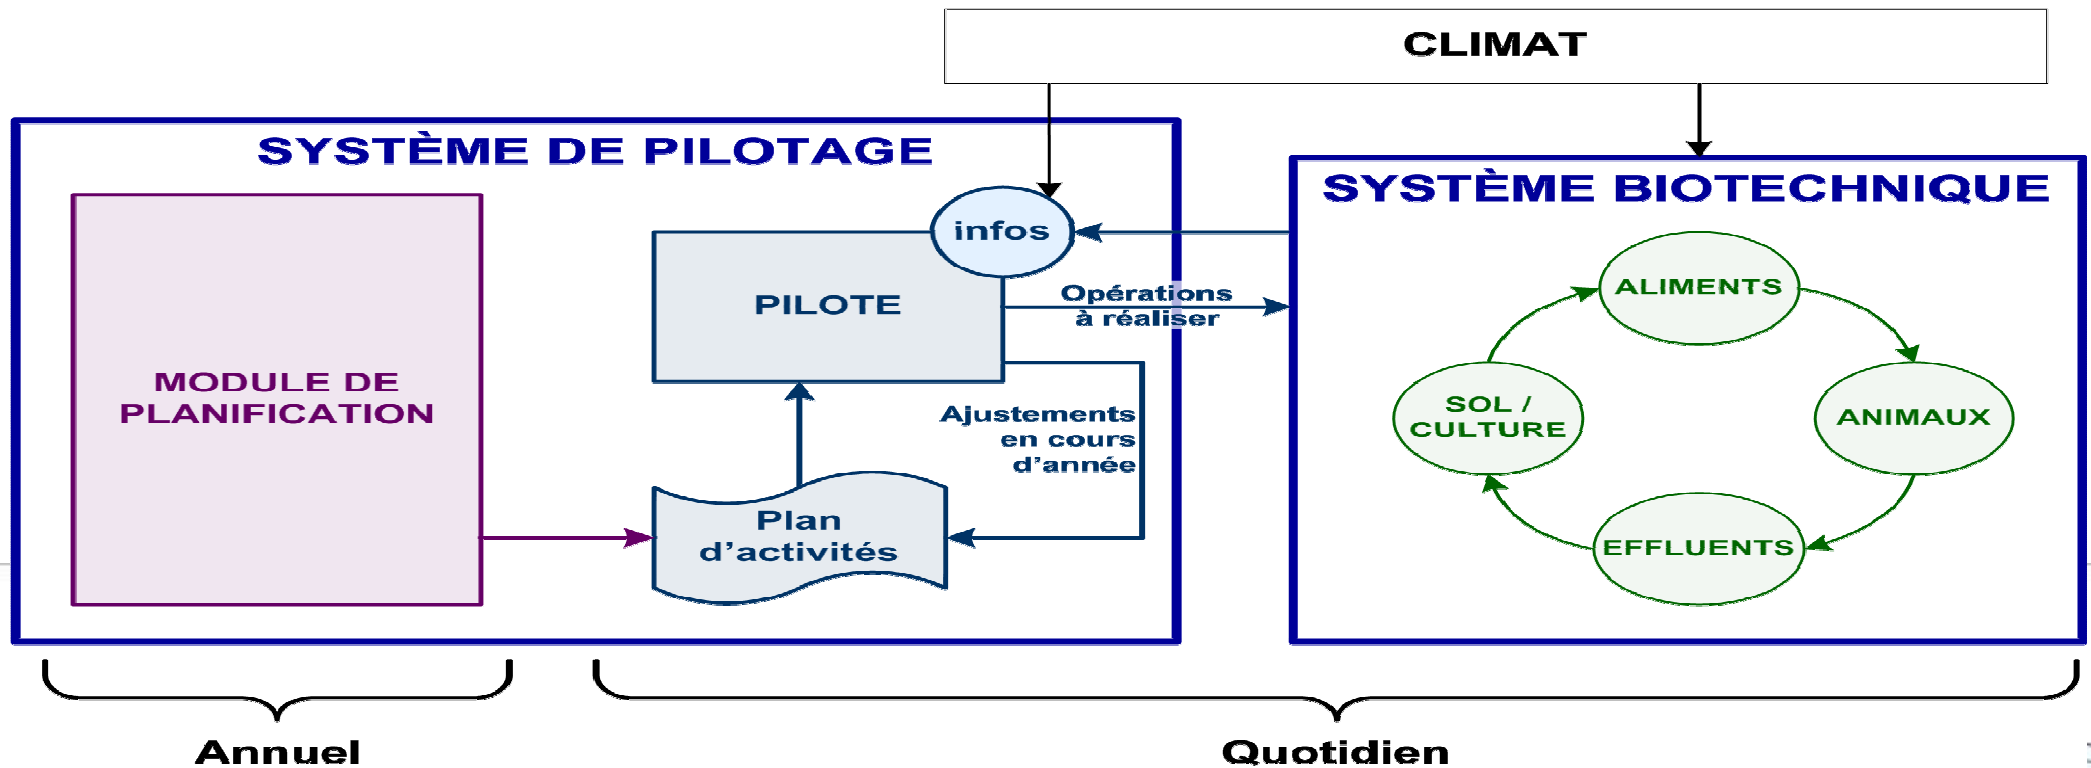 CLIMAT
SYSTÈME DE PILOTAGE
SYSTÈME BIOTECHNIQUE
infos
PILOTE
Opérations
à réaliser
MODULE DE
PLANIFICATION
Ajustements
en cours
d’année
Plan
d’activités
ALIMENTS
SOL /
CULTURE
ANIMAUX
EFFLUENTS
Annuel
Quotidien